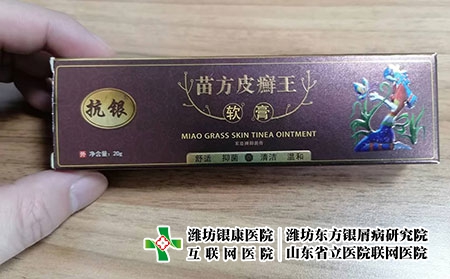 抗银
苗方皮癣王
软膏
MIAO GRASS SKIN TINEA OINTMENT
外 净含量:20g
舒适 抑菌 清洁 温和
潍坊银康医院
互联网医院
潍坊东方银屑病研究院
山东省立医院联网医院